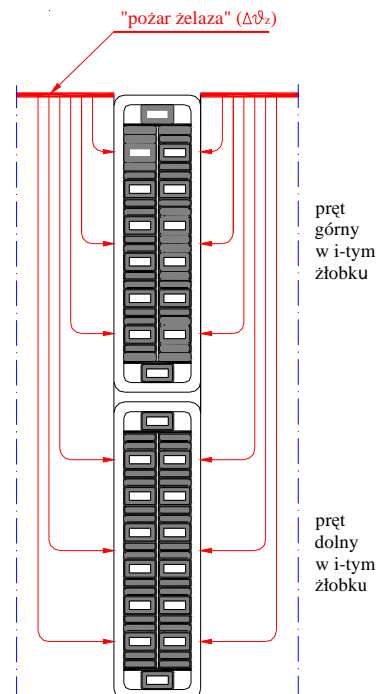 "pożar żelaza" (Δϑz)
pręt
górny
w i-tym
żłobku
pręt
dolny
w i-tym
żłobku